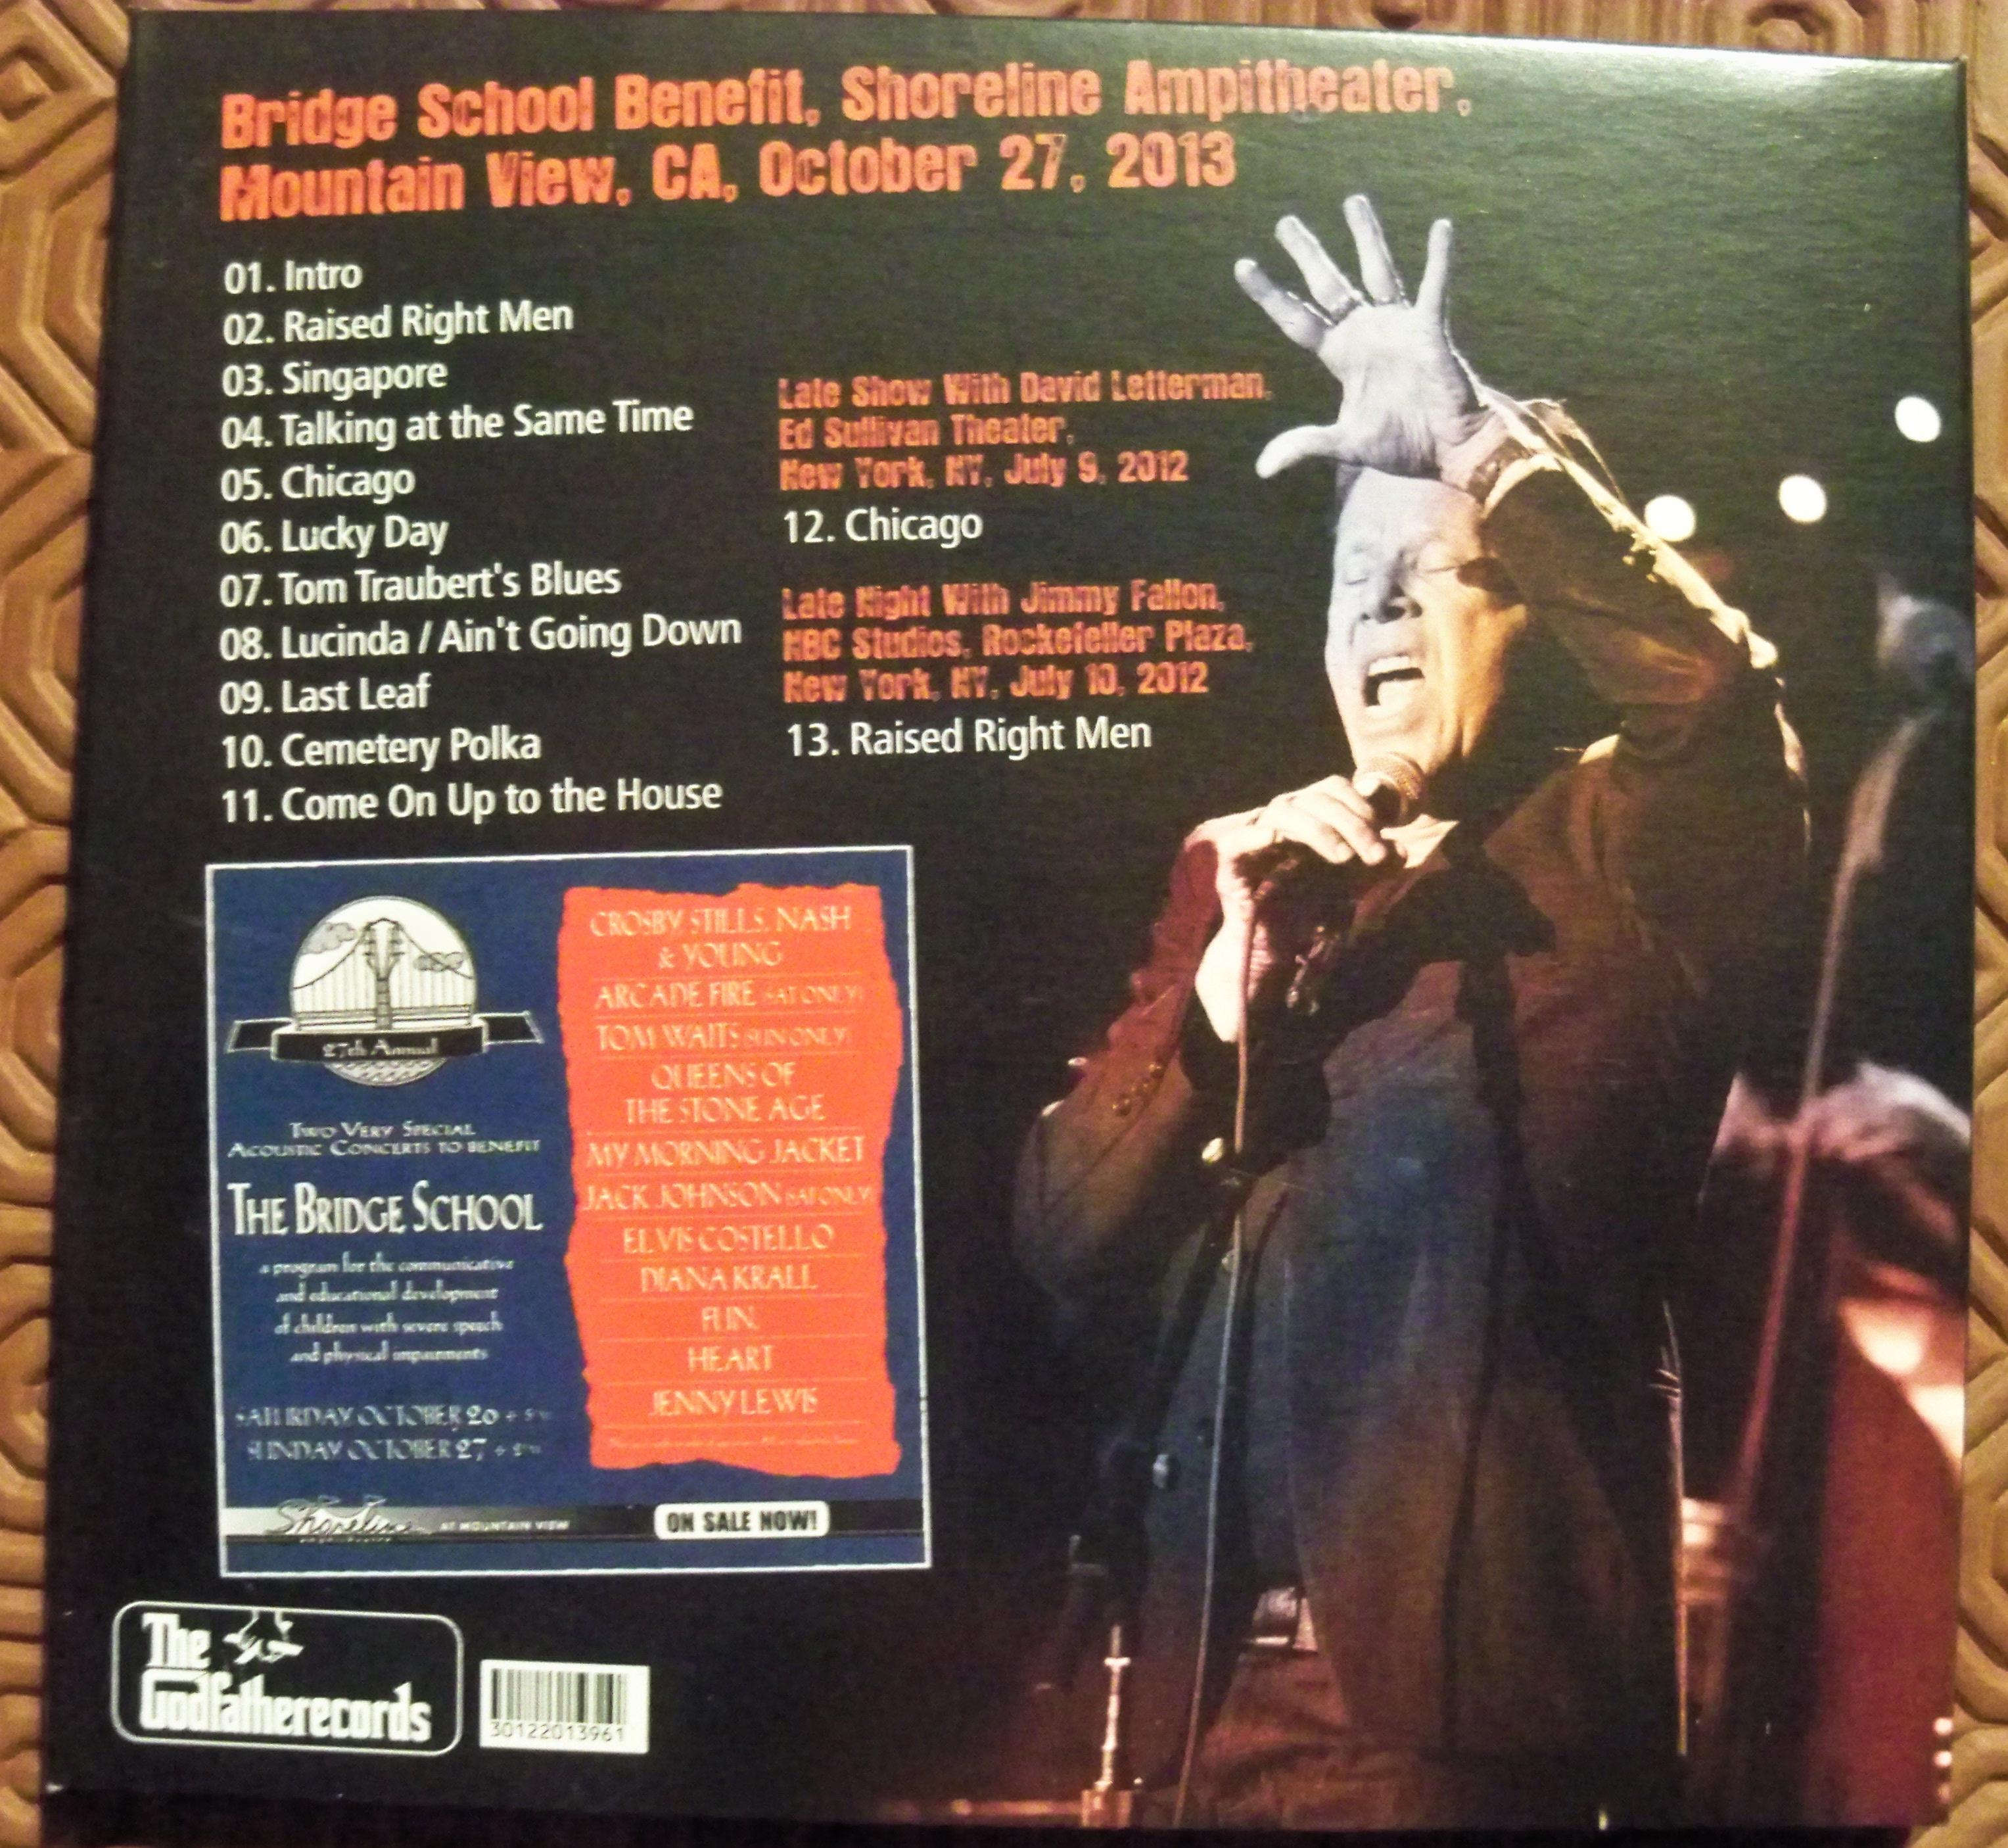 Bridge School Benefit, Shoreline Ampitheater,
Mountain View, CA, October 27, 2013
01. Intro
02. Raised Right Men
03. Singapore
04. Talking at the Same Time
05. Chicago
06. Lucky Day
07. Tom Traubert's Blues
08. Lucinda / Ain't Going Down
09. Last Leaf
10. Cemetery Polka
11. Come On Up to the House
Late Show With David Letterman,
Ed Sullivan Theater,
New York, NY, July 9, 2012
12. Chicago
Late Night With Jimmy Fallon,
NBC Studios, Rockefeller Plaza,
New York, NY, July 10, 2012
13. Raised Right Men
27th Annual
TWO VERY SPECIAL
ACOUSTIC CONCERTS TO BENEFIT
THE BRIDGE SCHOOL
a program for the communicative
and educational development
of children with severe speech
and physical impairments
SATURDAY OCTOBER 26
SUNDAY OCTOBER 27
CROSBY, STILLS, NASH
& YOUNG
ARCADE FIRE (SAT ONLY)
TOM WAITS (SUN ONLY)
QUEENS OF
THE STONE AGE
MY MORNING JACKET
JACK JOHNSON (SAT ONLY)
ELVIS COSTELLO
DIANA KRALL
FUN.
HEART
JENNY LEWIS
Shoreline
AT MOUNTAIN VIEW
ON SALE NOW!
The
Godfatherecords
30122013961